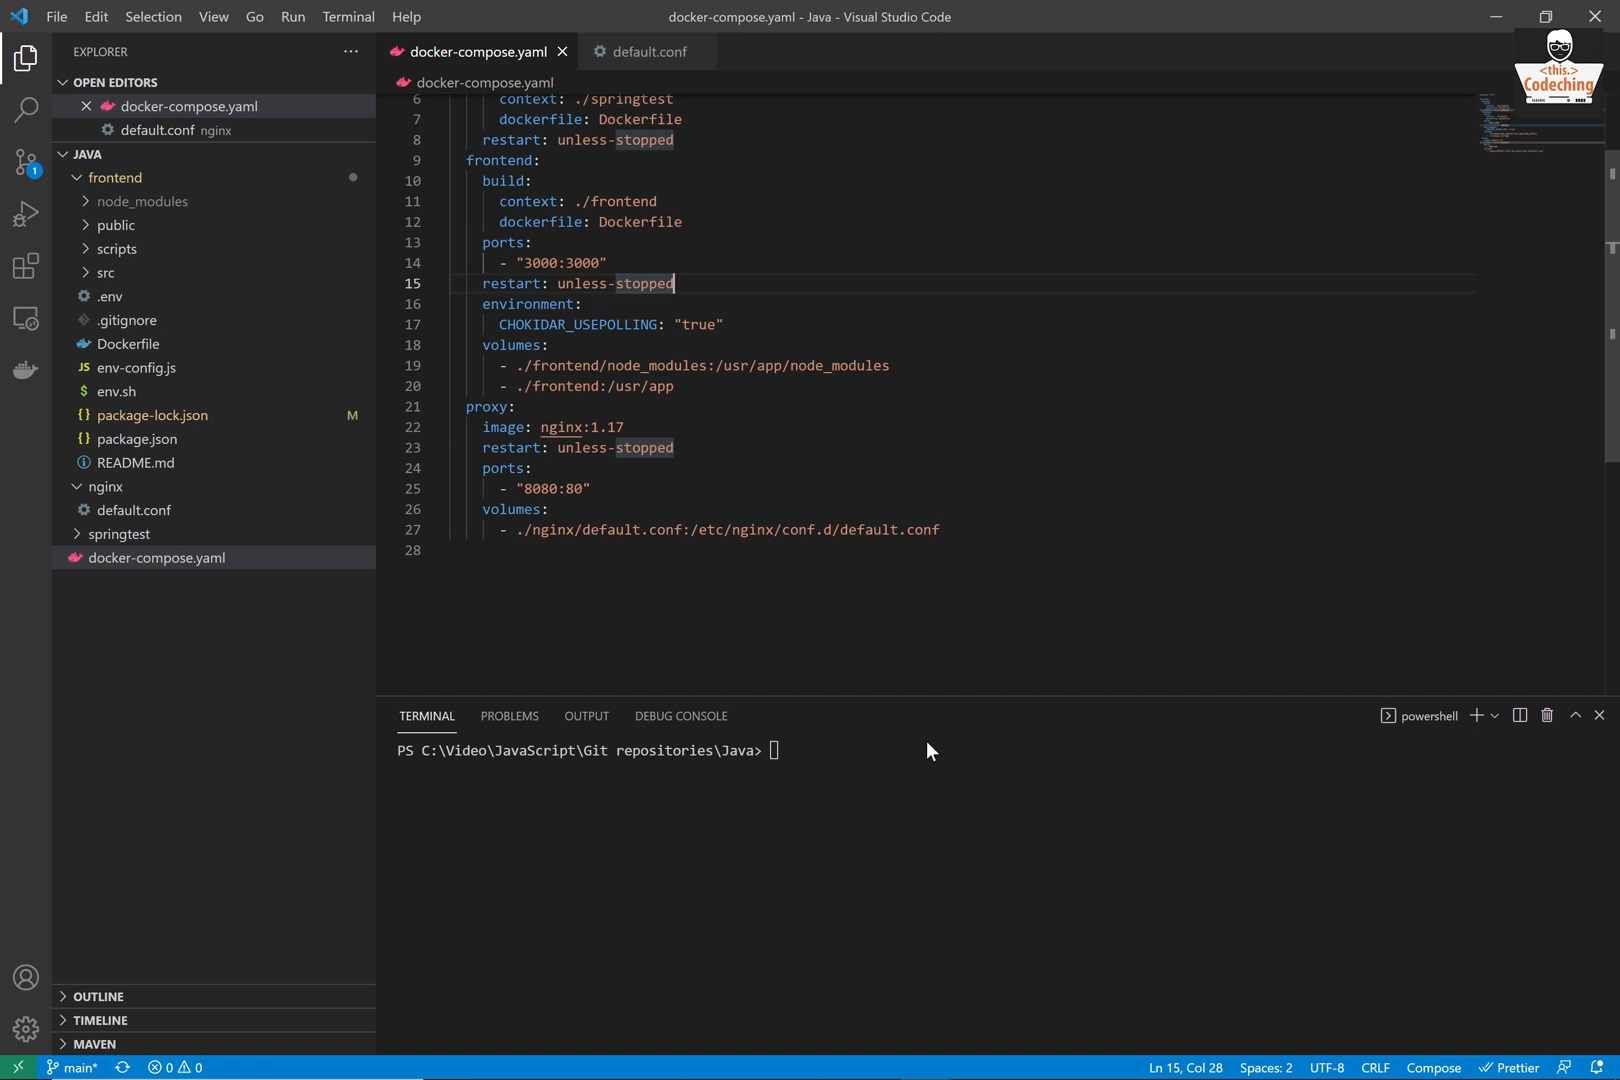 File Edit Selection View Go Run Terminal Help
docker-compose.yaml - Java - Visual Studio Code
<this.>
Codeching
EXPLORER
OPEN EDITORS
docker-compose.yaml
default.conf nginx
JAVA
frontend
node_modules
public
scripts
src
.env
.gitignore
Dockerfile
JS env-config.js
$ env.sh
{} package-lock.json M
{} package.json
README.md
nginx
default.conf
springtest
docker-compose.yaml
OUTLINE
TIMELINE
MAVEN
1
docker-compose.yaml default.conf
docker-compose.yaml
6 context: ./springtest
7 dockerfile: Dockerfile
8 restart: unless-stopped
9 frontend:
10 build:
11 context: ./frontend
12 dockerfile: Dockerfile
13 ports:
14 - "3000:3000"
15 restart: unless-stopped
16 environment:
17 CHOKIDAR_USEPOLLING: "true"
18 volumes:
19 - ./frontend/node_modules:/usr/app/node_modules
20 - ./frontend:/usr/app
21 proxy:
22 image: nginx:1.17
23 restart: unless-stopped
24 ports:
25 - "8080:80"
26 volumes:
27 - ./nginx/default.conf:/etc/nginx/conf.d/default.conf
28
TERMINAL PROBLEMS OUTPUT DEBUG CONSOLE
powershell
PS C:\Video\JavaScript\Git repositories\Java>
main* 0 0
Ln 15, Col 28 Spaces: 2 UTF-8 CRLF Compose Prettier